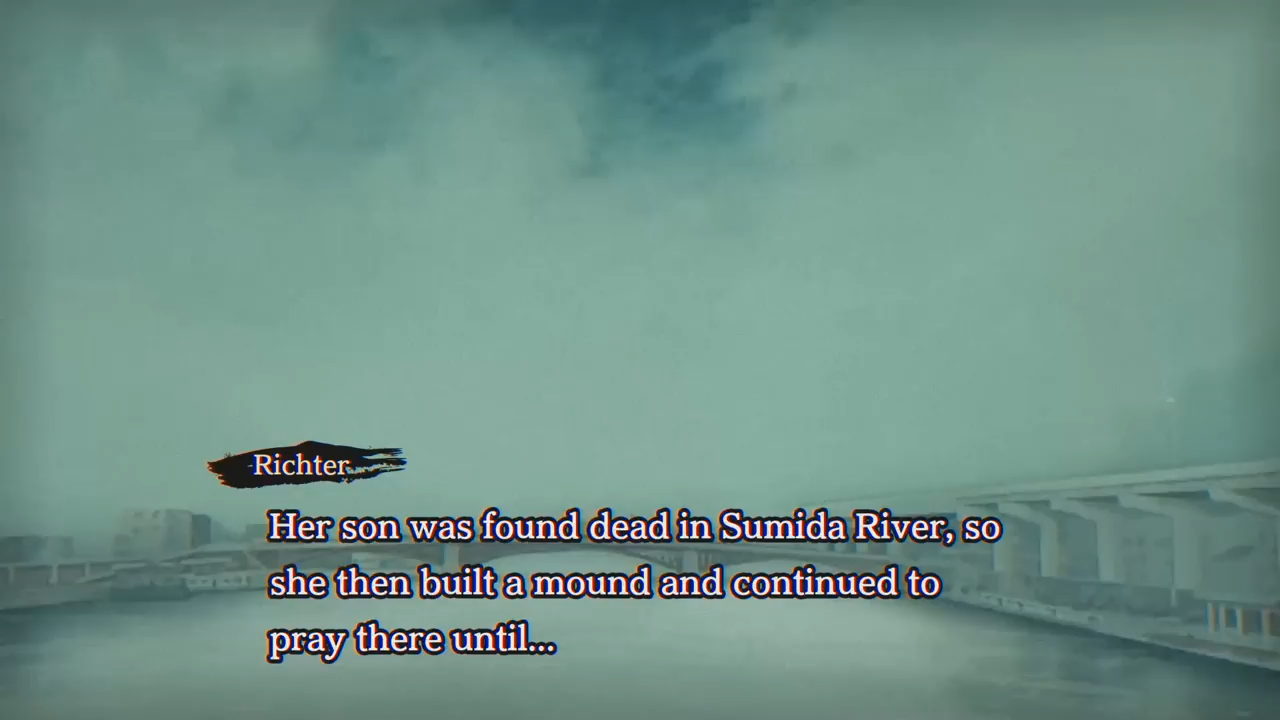 Richter
Her son was found dead in Sumida River, so
she then built a mound and continued to
pray there until...